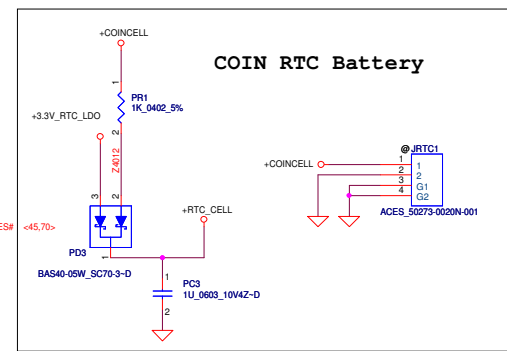 +COINCELL
COIN RTC Battery
1
PR1
1K_0402_5%
+3.3V_RTC_LDO
2
Z4012
@ JRTC1
+COINCELL
1 1
2 2
3 G1
4 G2
ACES_50273-0020N-001
3 2
+RTC_CELL
ES# <45,70>
PD3
1
BAS40-05W_SC70-3~D
1
PC3
1U_0603_10V4Z~D
2